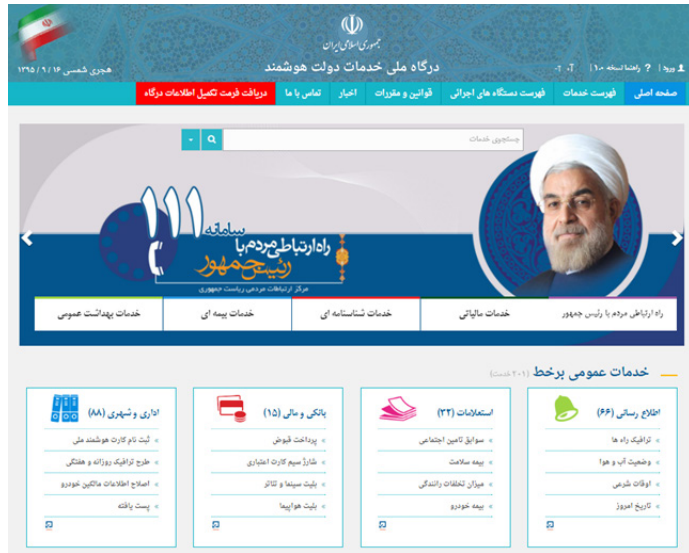 جمهوری اسلامی ایران
درگاه ملی خدمات دولت هوشمند
هجری شمسی ۱۶ / ۹ / ۱۳۹۵
ورود | ? راهنما نسخه ۱۰۰ |
صفحه اصلی فهرست خدمات فهرست دستگاه های اجرائی قوانین و مقررات اخبار تماس با ما دریافت فرمت تکمیل اطلاعات درگاه
جستجوی خدمات
سامانه ۱۱۱
راه ارتباطی مردم با
رئیس جمهور
مرکز ارتباطات مردمی ریاست جمهوری
راه ارتباطی مردم با رئیس جمهور خدمات مالیاتی خدمات شناسنامه ای خدمات بیمه ای خدمات بهداشت عمومی
خدمات عمومی برخط (۲۰۱ خدمت)
اطلاع رسانی (۶۶)
» ترافیک راه ها
» وضعیت آب و هوا
» اوقات شرعی
» تاریخ امروز
استعلامات (۳۲)
» سوابق تامین اجتماعی
» بیمه سلامت
» میزان تخلفات رانندگی
» بیمه خودرو
بانکی و مالی (۱۵)
» پرداخت قبوض
» شارژ سیم کارت اعتباری
» بلیت سینما و تئاتر
» بلیت هواپیما
اداری و شهری (۸۸)
» ثبت نام کارت هوشمند ملی
» طرح ترافیک روزانه و هفتگی
» اصلاح اطلاعات مالکین خودرو
» پست یافته